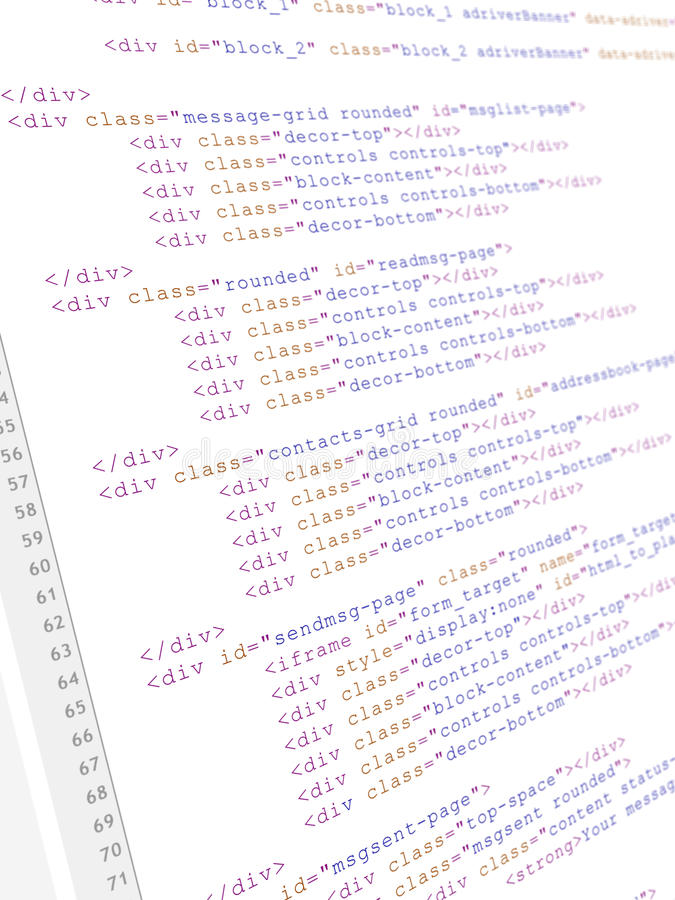 <div id="block_1" class="block_1 adriverBanner" data-adriver=
<div id="block_2" class="block_2 adriverBanner" data-adriver
</div>
<div class="message-grid rounded" id="msglist-page">
<div class="decor-top"></div>
<div class="controls controls-top"></div>
<div class="block-content"></div>
<div class="controls controls-bottom"></div>
<div class="decor-bottom"></div>
</div>
<div class="rounded" id="readmsg-page">
<div class="decor-top"></div>
<div class="controls controls-top"></div>
<div class="block-content"></div>
<div class="controls controls-bottom"></div>
<div class="decor-bottom"></div>
</div>
<div class="contacts-grid rounded" id="addressbook-page
<div class="decor-top"></div>
<div class="controls controls-top"></div>
<div class="block-content"></div>
<div class="controls controls-bottom"></div>
<div class="decor-bottom"></div>
</div>
<div id="sendmsg-page" class="rounded">
<iframe id="form_target" name="form_target
<div style="display:none" id="html_to_pla
<div class="decor-top"></div>
<div class="controls controls-top"></div>
<div class="block-content"></div>
<div class="controls controls-bottom">
<div class="decor-bottom"></div>
</div>
id="msgsent-page">
<div class="top-space"></div>
<div class="msgsent rounded">
<div class="content status-
<strong>Your messag
4
55
56
57
58
59
60
61
62
63
64
65
66
67
68
69
70
71